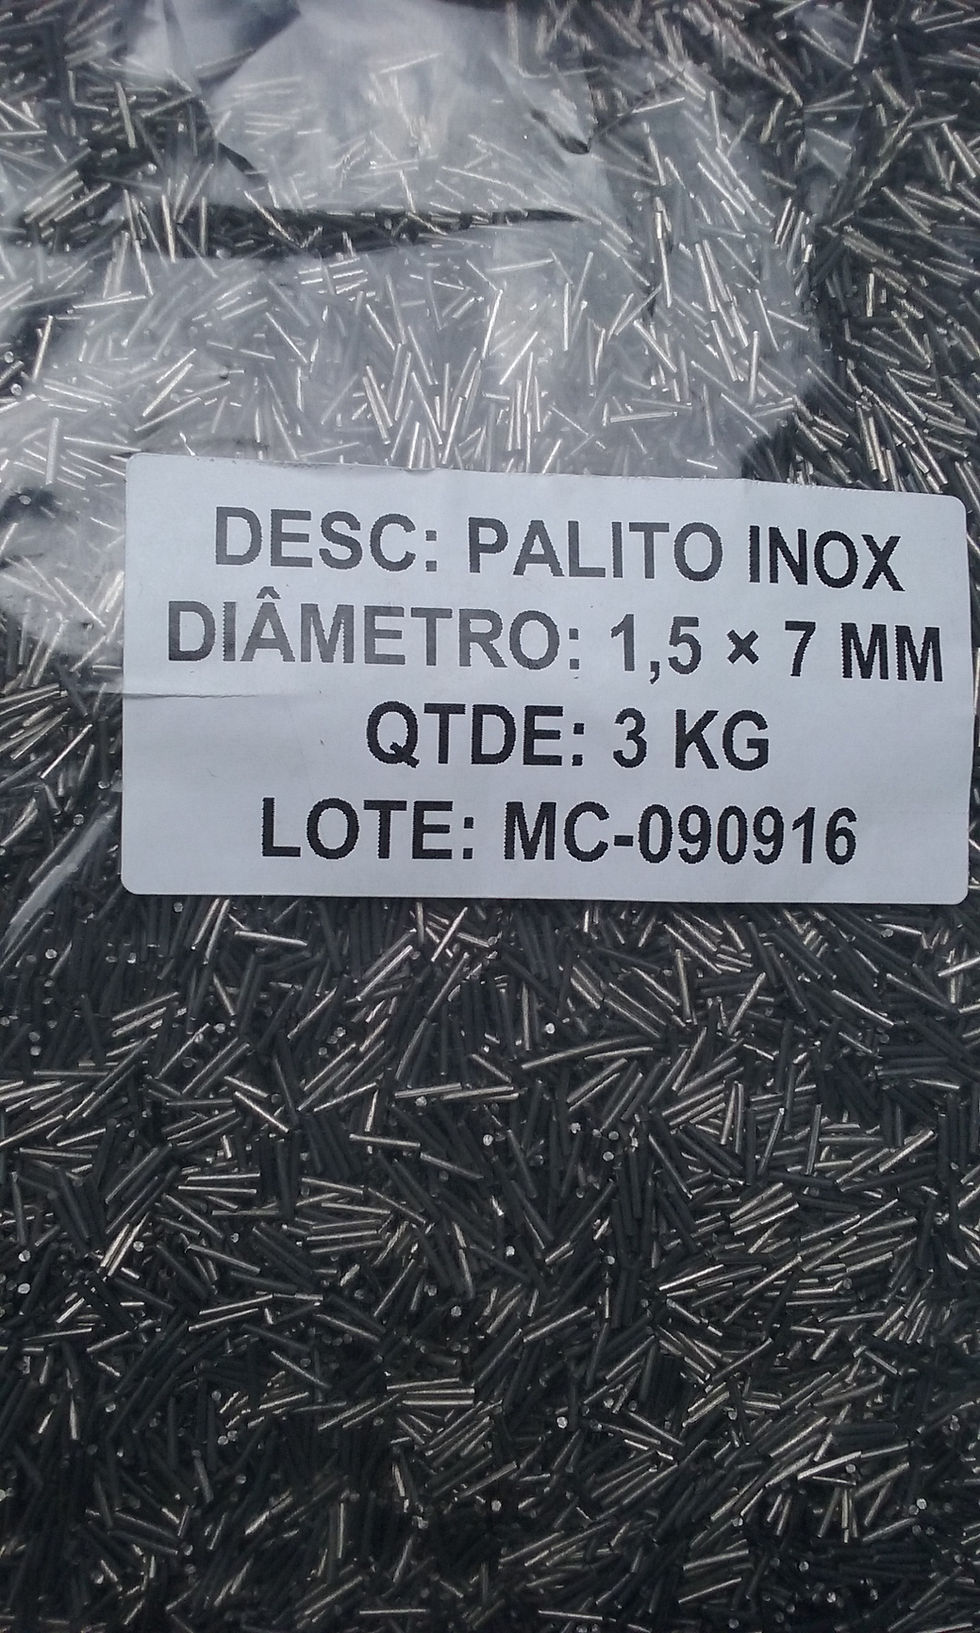 DESC: PALITO INOX
DIÂMETRO: 1,5 × 7 MM
QTDE: 3 KG
LOTE: MC-090916